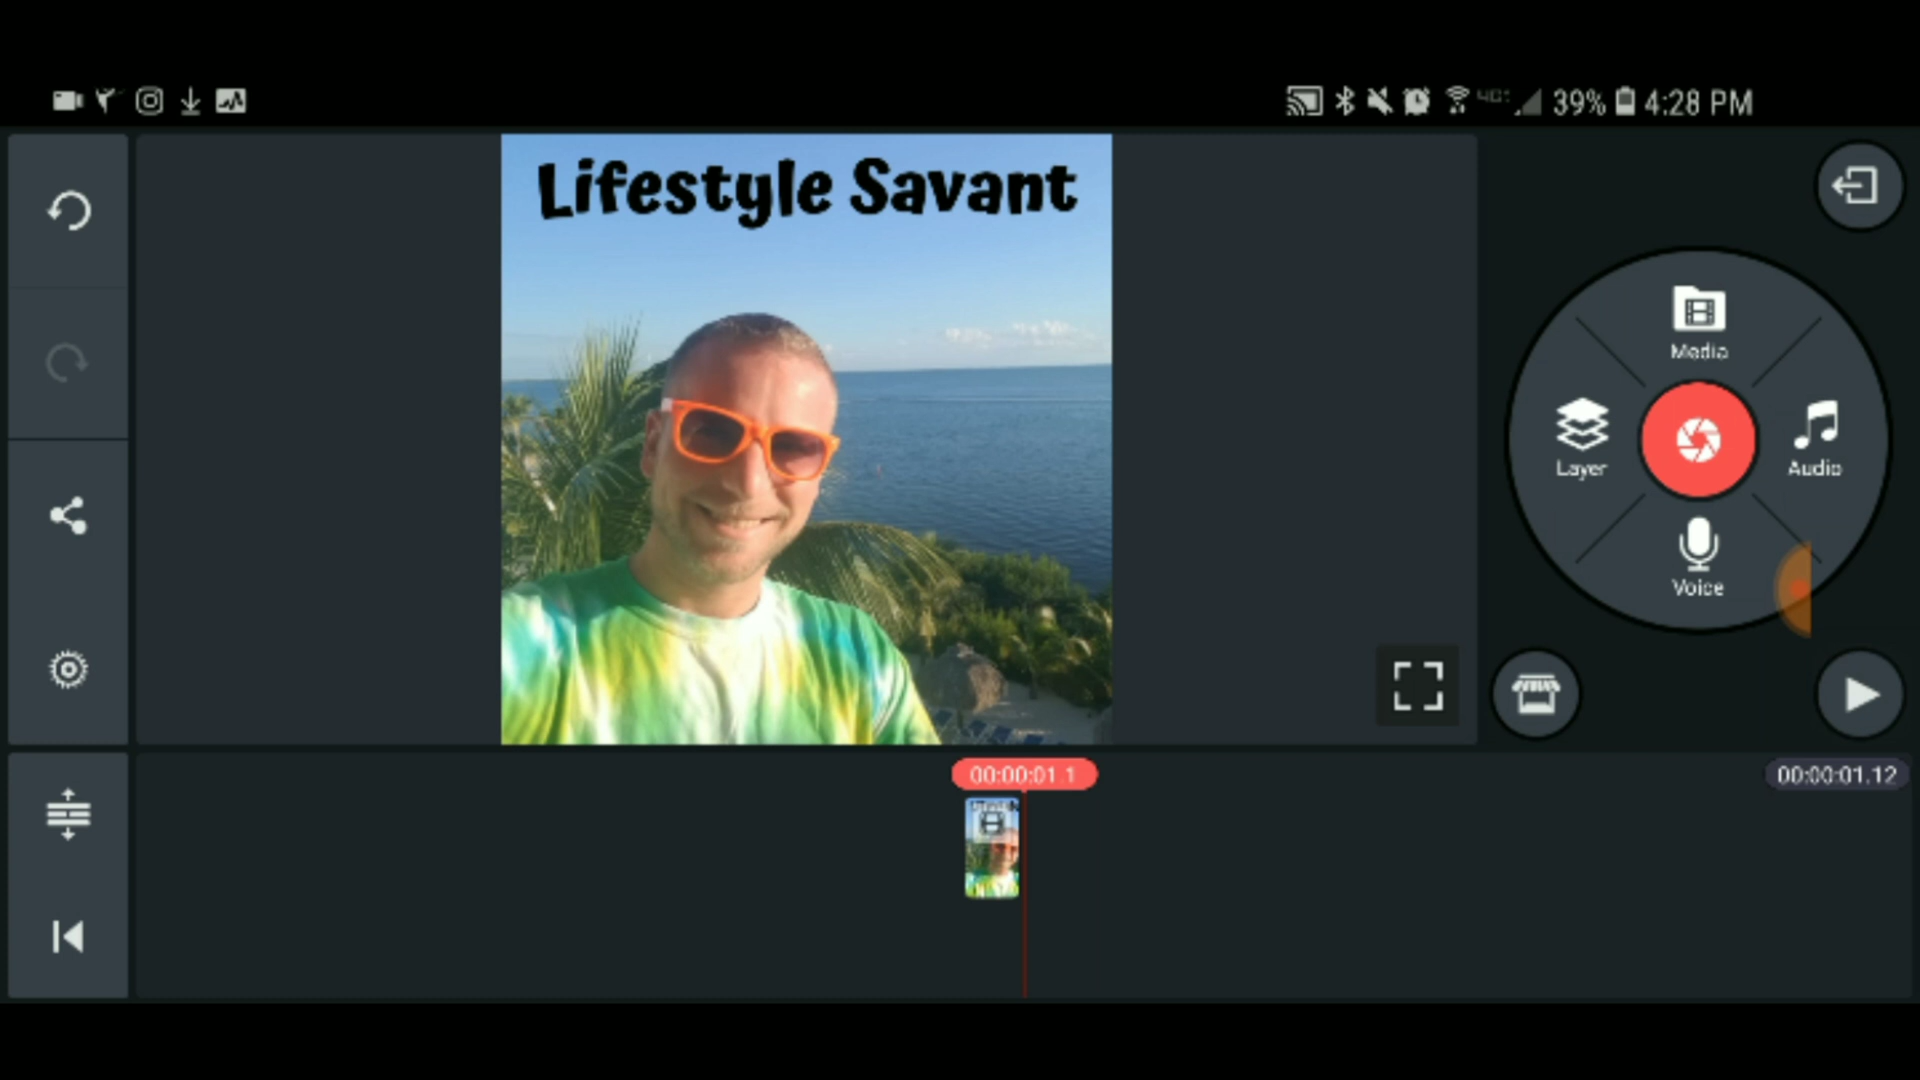 39% 4:28 PM
Lifestyle Savant
Media
Layer
Audio
Voice
00:00:01.1
00:00:01.12